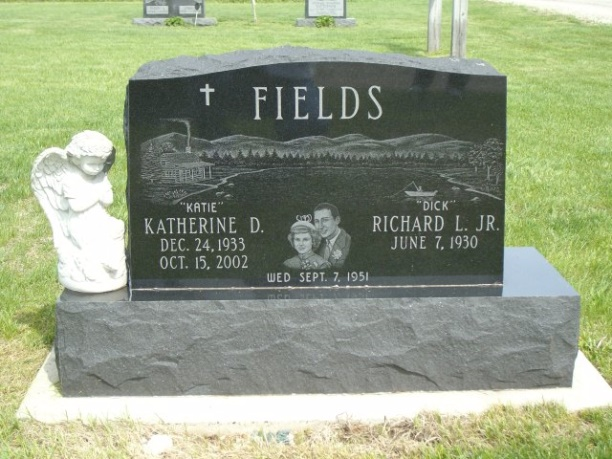 FIELDS
"KATIE"
KATHERINE D.
DEC. 24, 1933
OCT. 15, 2002
"DICK"
RICHARD L. JR.
JUNE 7, 1930
WED SEPT. 7, 1951